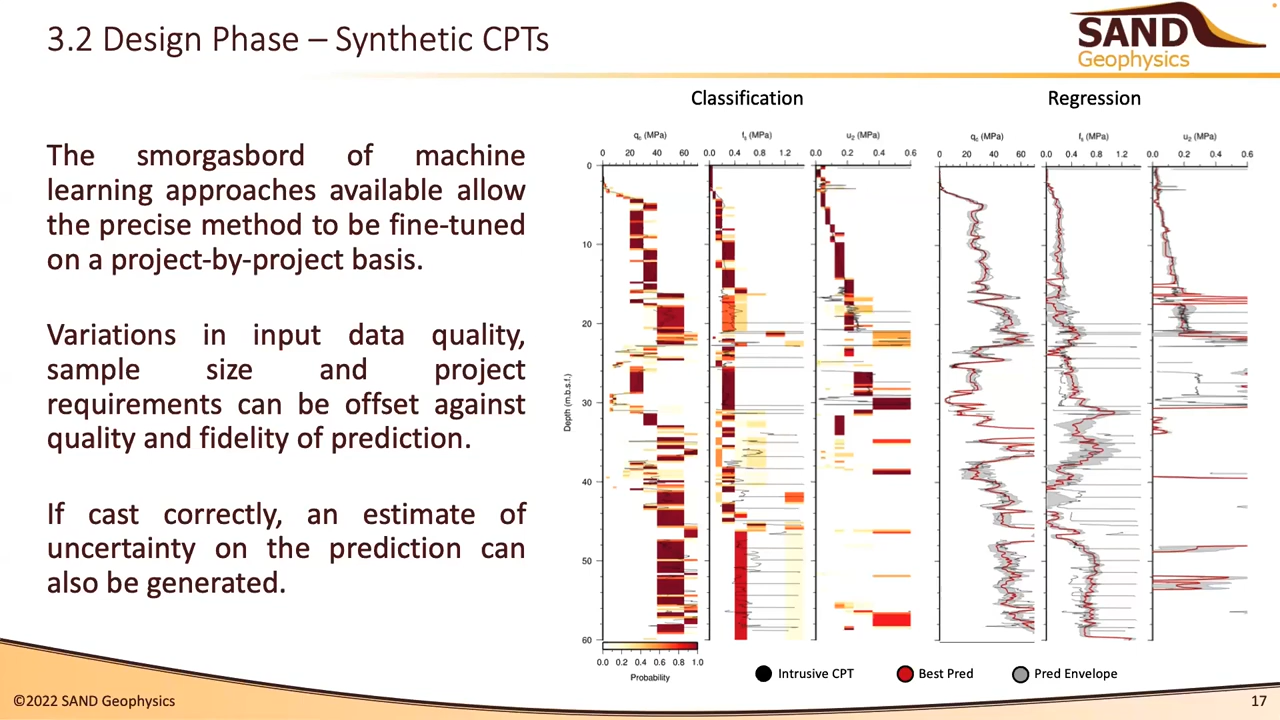 3.2 Design Phase – Synthetic CPTs
SAND
Geophysics
The smorgasbord of machine
learning approaches available allow
the precise method to be fine-tuned
on a project-by-project basis.
Variations in input data quality,
sample size and project
requirements can be offset against
quality and fidelity of prediction.
If cast correctly, an estimate of
uncertainty on the prediction can
also be generated.
Classification
Regression
qc (MPa)
fs (MPa)
u2 (MPa)
qc (MPa)
fs (MPa)
u2 (MPa)
0 20 40 60
0.0 0.4 0.8 1.2
0.0 0.2 0.4 0.6
0 20 40 60
0.0 0.4 0.8 1.2
0.0 0.2 0.4 0.6
Depth (m.b.s.f.)
0
10
20
30
40
50
60
0.0 0.2 0.4 0.6 0.8 1.0
Probability
Intrusive CPT
Best Pred
Pred Envelope
©2022 SAND Geophysics
17